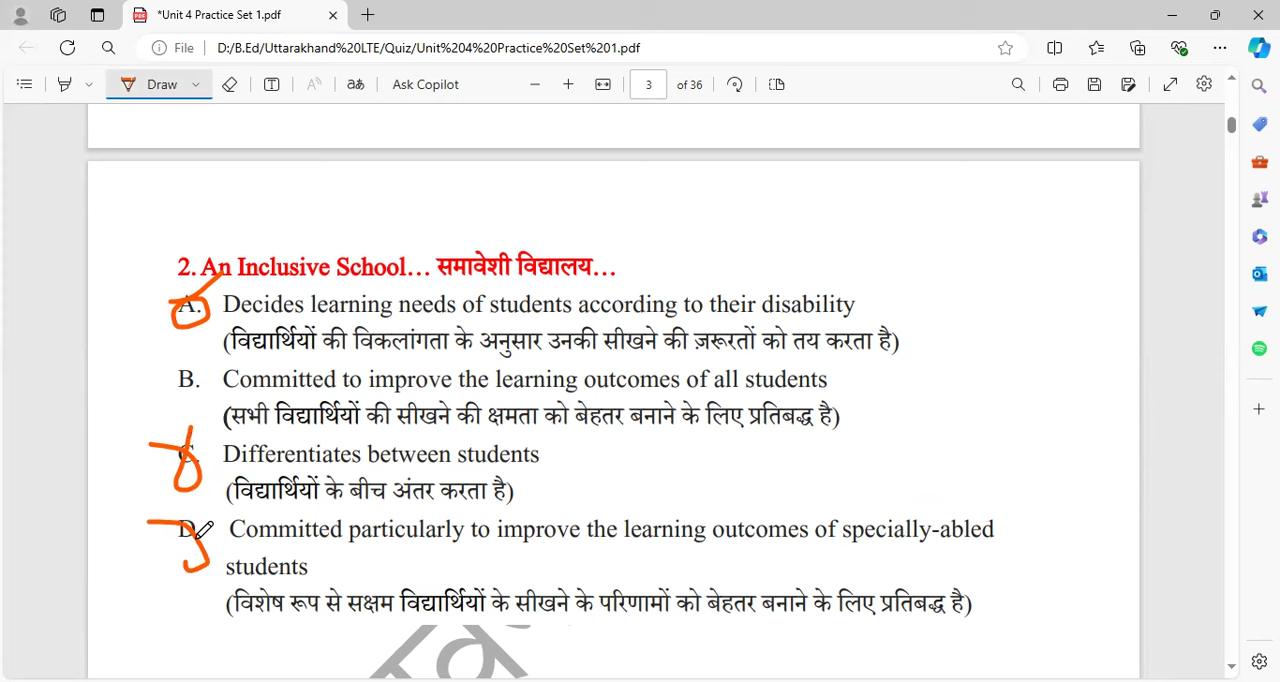 *Unit 4 Practice Set 1.pdf
File D:/B.Ed/Uttarakhand%20LTE/Quiz/Unit%204%20Practice%20Set%201.pdf
Draw aあ Ask Copilot 3 of 36
2. An Inclusive School... समावेशी विद्यालय...
A. Decides learning needs of students according to their disability
(विद्यार्थियों की विकलांगता के अनुसार उनकी सीखने की ज़रूरतों को तय करता है)
B. Committed to improve the learning outcomes of all students
(सभी विद्यार्थियों की सीखने की क्षमता को बेहतर बनाने के लिए प्रतिबद्ध है)
C. Differentiates between students
(विद्यार्थियों के बीच अंतर करता है)
D. Committed particularly to improve the learning outcomes of specially-abled
students
(विशेष रूप से सक्षम विद्यार्थियों के सीखने के परिणामों को बेहतर बनाने के लिए प्रतिबद्ध है)